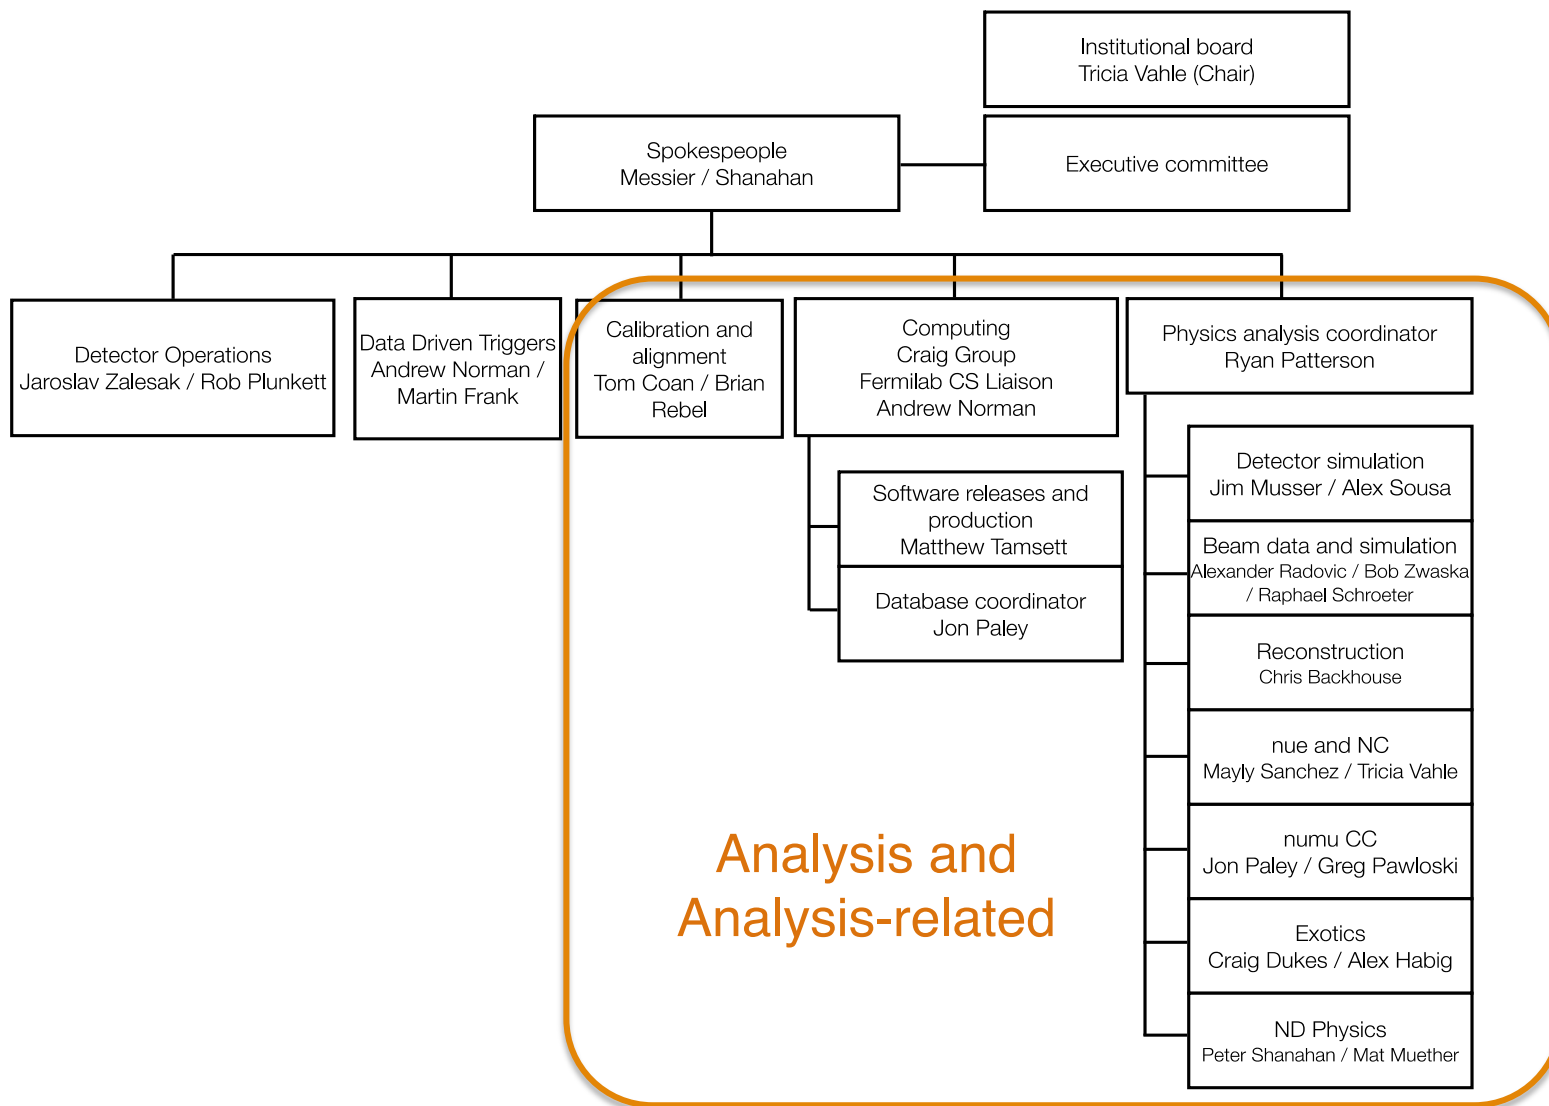 Institutional board
Tricia Vahle (Chair)
Spokespeople
Messier / Shanahan
Executive committee
Detector Operations
Jaroslav Zalesak / Rob Plunkett
Data Driven Triggers
Andrew Norman /
Martin Frank
Calibration and
alignment
Tom Coan / Brian
Rebel
Computing
Craig Group
Fermilab CS Liaison
Andrew Norman
Physics analysis coordinator
Ryan Patterson
Software releases and
production
Matthew Tamsett
Database coordinator
Jon Paley
Detector simulation
Jim Musser / Alex Sousa
Beam data and simulation
Alexander Radovic / Bob Zwaska
/ Raphael Schroeter
Reconstruction
Chris Backhouse
nue and NC
Mayly Sanchez / Tricia Vahle
numu CC
Jon Paley / Greg Pawloski
Exotics
Craig Dukes / Alex Habig
ND Physics
Peter Shanahan / Mat Muether
Analysis and
Analysis-related